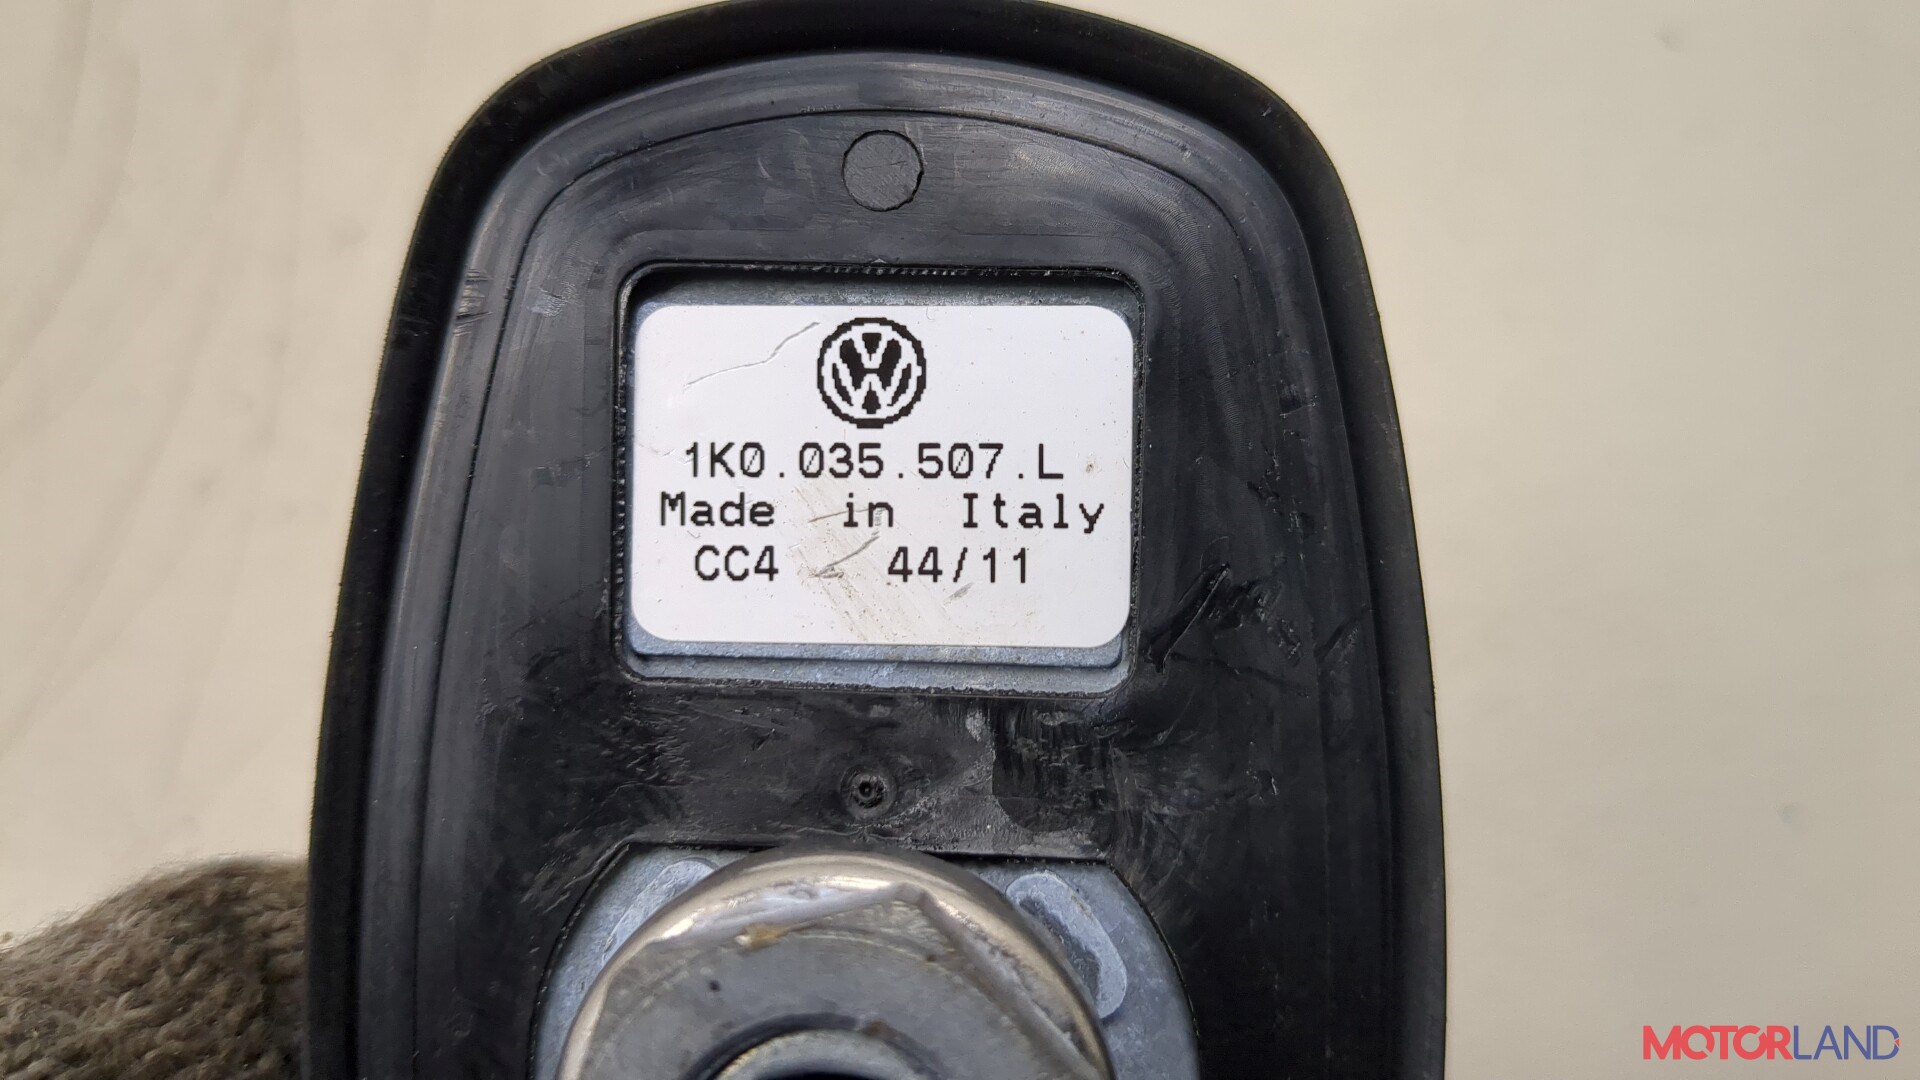 1K0.035.507.L
Made in Italy
CC4 44/11
MOTORLAND